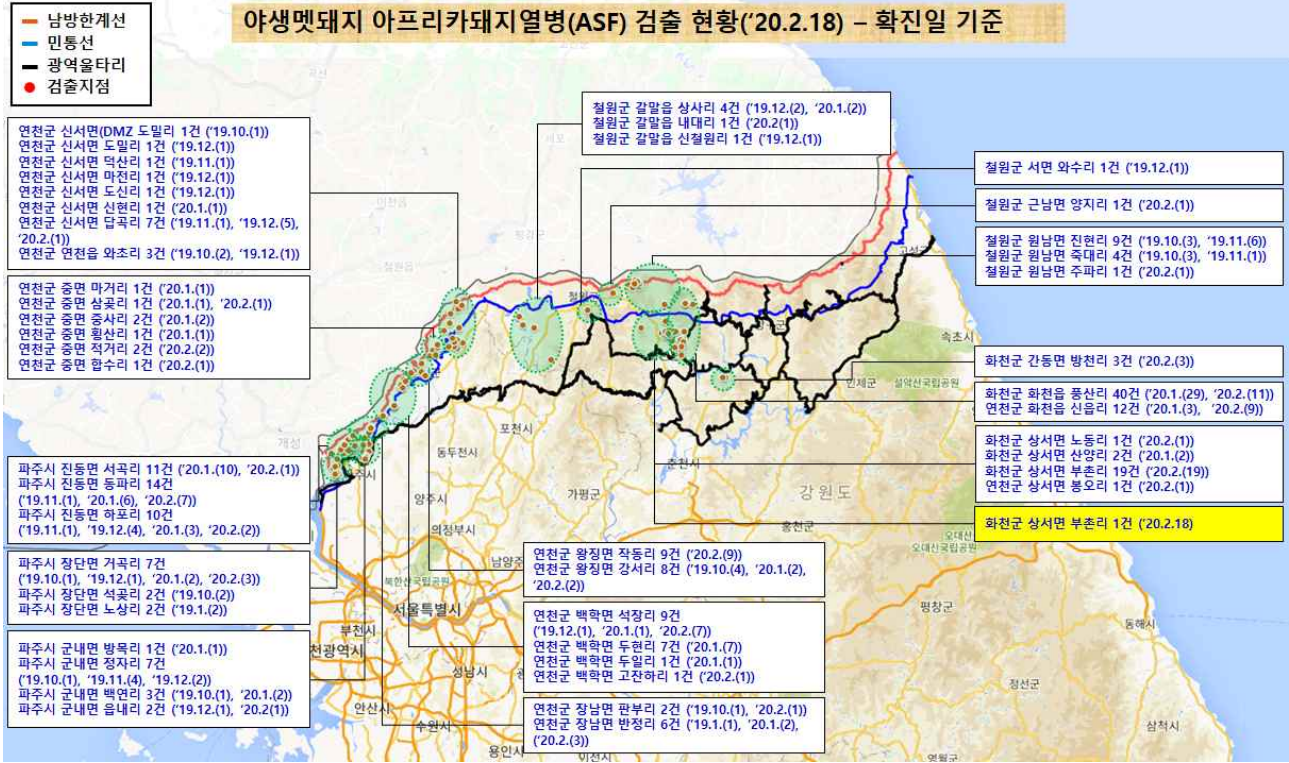 야생멧돼지 아프리카돼지열병(ASF) 검출 현황('20.2.18) – 확진일 기준
남방한계선
민통선
광역울타리
검출지점
연천군 신서면(DMZ 도밀리 1건 ('19.10.(1))
연천군 신서면 도밀리 1건 ('19.12.(1))
연천군 신서면 덕산리 1건 ('19.11.(1))
연천군 신서면 마전리 1건 ('19.12.(1))
연천군 신서면 도신리 1건 ('19.12.(1))
연천군 신서면 신현리 1건 ('20.1.(1))
연천군 신서면 답곡리 7건 ('19.11.(1), '19.12.(5),
'20.2.(1))
연천군 연천읍 와초리 3건 ('19.10.(2), '19.12.(1))
연천군 중면 마거리 1건 ('20.1.(1))
연천군 중면 삼곶리 1건 ('20.1.(1), '20.2.(1))
연천군 중면 중사리 2건 ('20.1.(2))
연천군 중면 횡산리 1건 ('20.1.(1))
연천군 중면 적거리 2건 ('20.2.(2))
연천군 중면 합수리 1건 ('20.2.(1))
파주시 진동면 서곡리 11건 ('20.1.(10), '20.2.(1))
파주시 진동면 동파리 14건
('19.11.(1), '20.1.(6), '20.2.(7))
파주시 진동면 하포리 10건
('19.11.(1), '19.12.(4), '20.1.(3), '20.2.(2))
파주시 장단면 거곡리 7건
('19.10.(1), '19.12.(1), '20.1.(2), '20.2.(3))
파주시 장단면 석곶리 2건 ('19.10.(2))
파주시 장단면 노상리 2건 ('19.1.(2))
파주시 군내면 방목리 1건 ('20.1.(1))
파주시 군내면 정자리 7건
('19.10.(1), '19.11.(4), '19.12.(2))
파주시 군내면 백연리 3건 ('19.10.(1), '20.1.(2))
파주시 군내면 읍내리 2건 ('19.12.(1), '20.2(1))
철원군 갈말읍 상사리 4건 ('19.12.(2), '20.1.(2))
철원군 갈말읍 내대리 1건 ('20.2(1))
철원군 갈말읍 신철원리 1건 ('19.12.(1))
철원군 서면 와수리 1건 ('19.12.(1))
철원군 근남면 양지리 1건 ('20.2.(1))
철원군 원남면 진현리 9건 ('19.10.(3), '19.11.(6))
철원군 원남면 죽대리 4건 ('19.10.(3), '19.11.(1))
철원군 원남면 주파리 1건 ('20.2.(1))
화천군 간동면 방천리 3건 ('20.2.(3))
화천군 화천읍 풍산리 40건 ('20.1.(29), '20.2.(11))
연천군 화천읍 신읍리 12건 ('20.1.(3), '20.2.(9))
화천군 상서면 노동리 1건 ('20.2.(1))
화천군 상서면 산양리 2건 ('20.1.(2))
화천군 상서면 부촌리 19건 ('20.2.(19))
연천군 상서면 봉오리 1건 ('20.2.(1))
화천군 상서면 부촌리 1건 ('20.2.18)
연천군 왕징면 작동리 9건 ('20.2.(9))
연천군 왕징면 강서리 8건 ('19.10.(4), '20.1.(2),
'20.2.(2))
연천군 백학면 석장리 9건
('19.12.(1), '20.1.(1), '20.2.(7))
연천군 백학면 두현리 7건 ('20.1.(7))
연천군 백학면 두일리 1건 ('20.1.(1))
연천군 백학면 고잔하리 1건 ('20.2.(1))
연천군 장남면 판부리 2건 ('19.10.(1), '20.2.(1))
연천군 장남면 반정리 6건 ('19.1.(1), '20.1.(2),
('20.2.(3))
평강군
철원읍
고성군
속초시
인제군
설악산국립공원
개성
포천시
동두천시
양주시
가평군
춘천시
강원도
의정부시
홍천군
오대산국립공원
북한산국립공원
서울특별시
평창군
동해시
부천시
성남시
정선군
안산시
수원시
삼척시
용인시
이천시
영월군